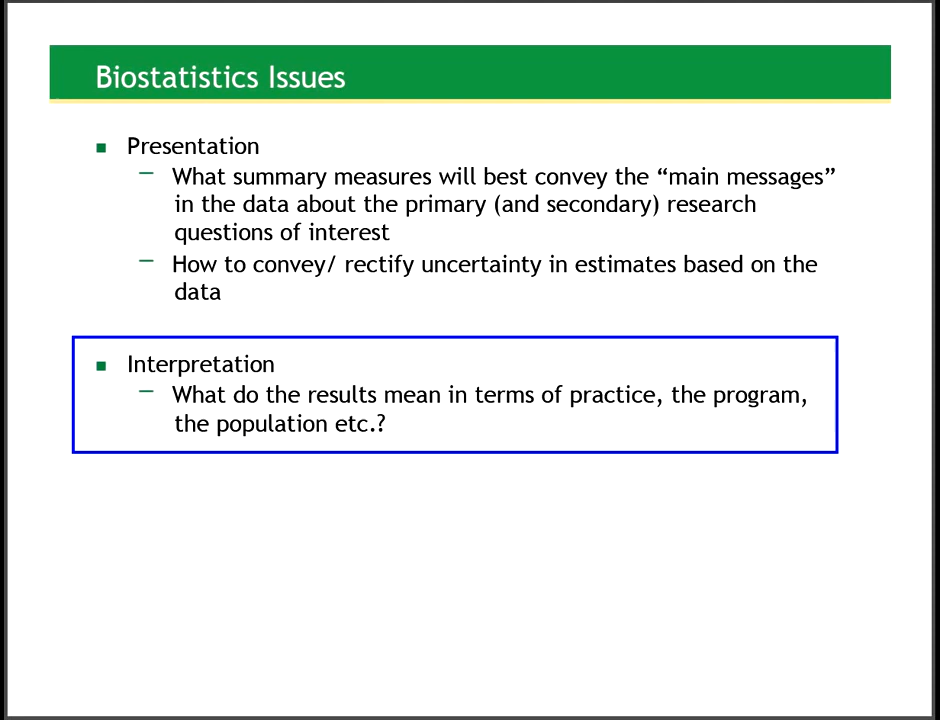 Biostatistics Issues
Presentation
What summary measures will best convey the “main messages”
in the data about the primary (and secondary) research
questions of interest
How to convey/ rectify uncertainty in estimates based on the
data
Interpretation
What do the results mean in terms of practice, the program,
the population etc.?